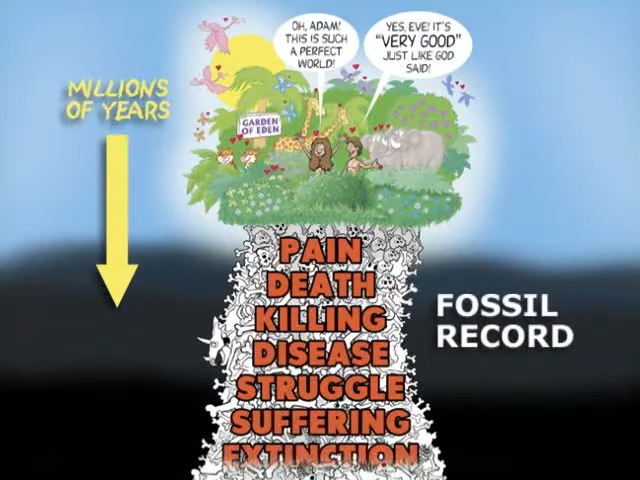 OH, ADAM!
THIS IS SUCH
A PERFECT
WORLD!
YES, EVE! IT'S
"VERY GOOD"
JUST LIKE GOD
SAID!
MILLIONS
OF YEARS
GARDEN
OF EDEN
PAIN
DEATH
KILLING
DISEASE
STRUGGLE
SUFFERING
EXTINCTION
FOSSIL
RECORD